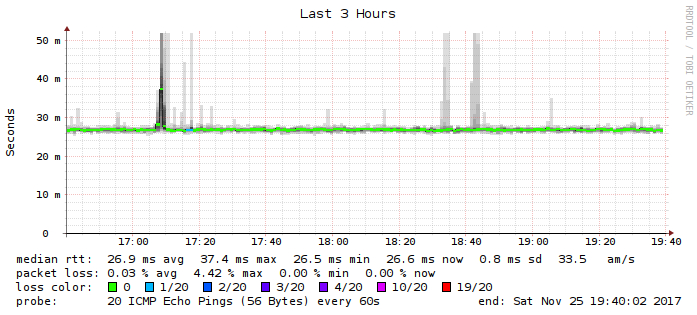 Last 3 Hours
RRDTOOL / TOBI OETIKER
Seconds
50 m
40 m
30 m
20 m
10 m
0
17:00 17:20 17:40 18:00 18:20 18:40 19:00 19:20 19:40
median rtt: 26.9 ms avg 37.4 ms max 26.5 ms min 26.6 ms now 0.8 ms sd 33.5 am/s
packet loss: 0.03 % avg 4.42 % max 0.00 % min 0.00 % now
loss color: 0 1/20 2/20 3/20 4/20 10/20 19/20
probe: 20 ICMP Echo Pings (56 Bytes) every 60s end: Sat Nov 25 19:40:02 2017